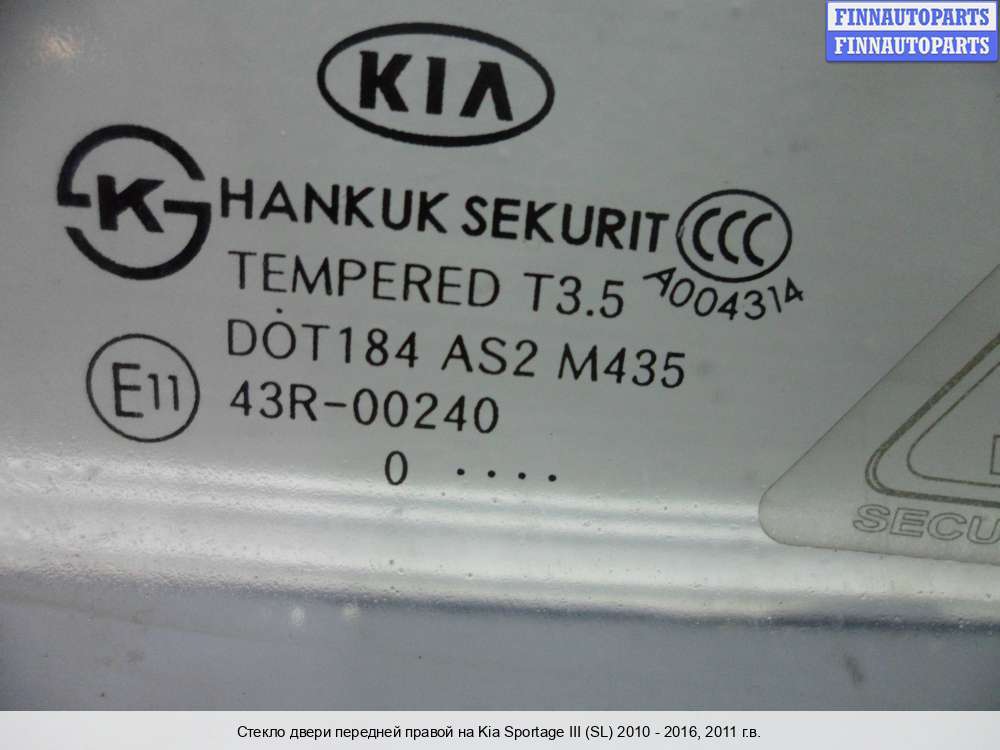 FINNAUTOPARTS
FINNAUTOPARTS
KIA
K
HANKUK SEKURIT CCC
TEMPERED T3.5 A004314
DOT184 AS2 M435
E11 43R-00240
0 ....
SECU
Стекло двери передней правой на Kia Sportage III (SL) 2010 - 2016, 2011 г.в.